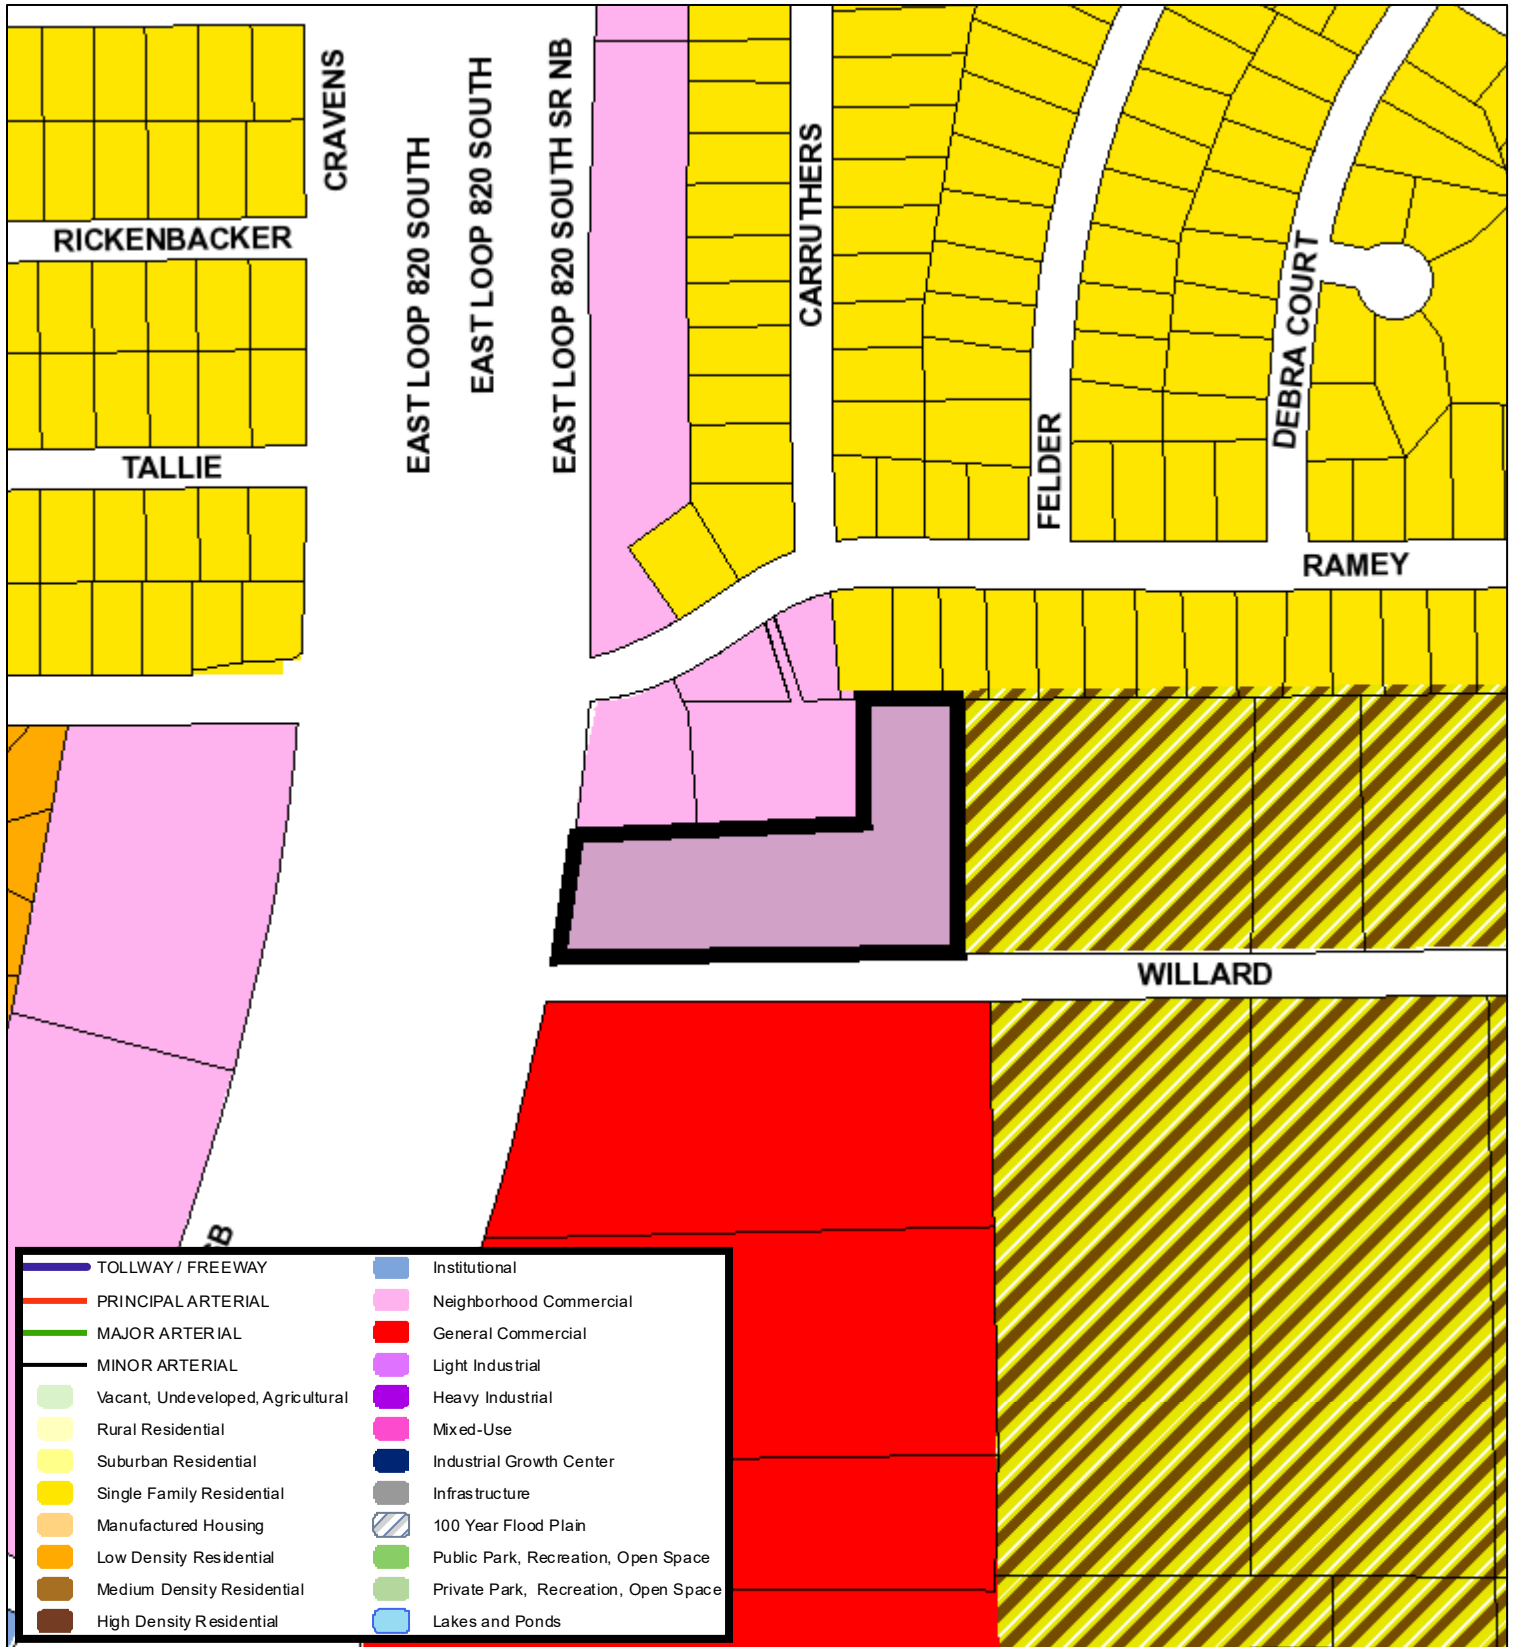 CRAVENS
EAST LOOP 820 SOUTH
EAST LOOP 820 SOUTH
EAST LOOP 820 SOUTH SR NB
CARRUTHERS
RICKENBACKER
DEBRA COURT
TALLIE
FELDER
RAMEY
WILLARD
SB
TOLLWAY / FREEWAY
PRINCIPAL ARTERIAL
MAJOR ARTERIAL
MINOR ARTERIAL
Vacant, Undeveloped, Agricultural
Rural Residential
Suburban Residential
Single Family Residential
Manufactured Housing
Low Density Residential
Medium Density Residential
High Density Residential
Institutional
Neighborhood Commercial
General Commercial
Light Industrial
Heavy Industrial
Mixed-Use
Industrial Growth Center
Infrastructure
100 Year Flood Plain
Public Park, Recreation, Open Space
Private Park, Recreation, Open Space
Lakes and Ponds